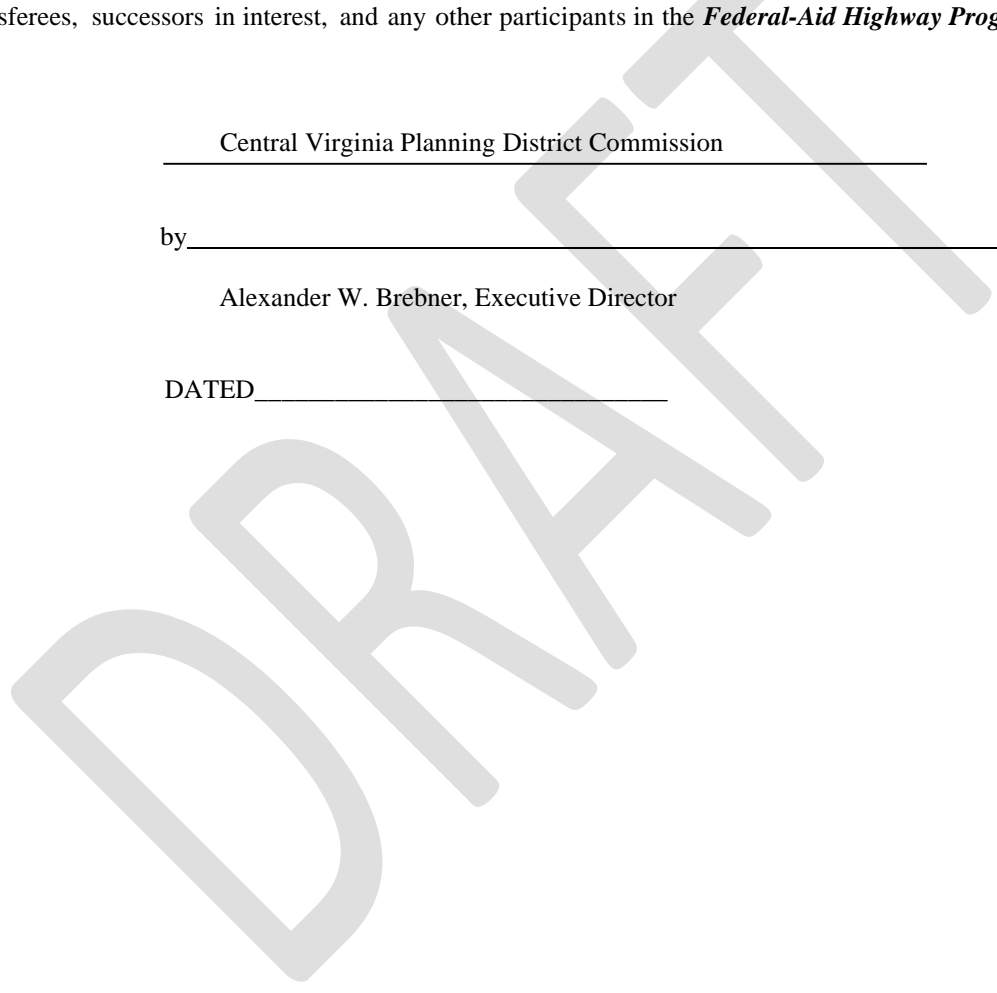 sferees, successors in interest, and any other participants in the Federal-Aid Highway Prog
Central Virginia Planning District Commission
by
Alexander W. Brebner, Executive Director
DATED_______________________________
DRAFT